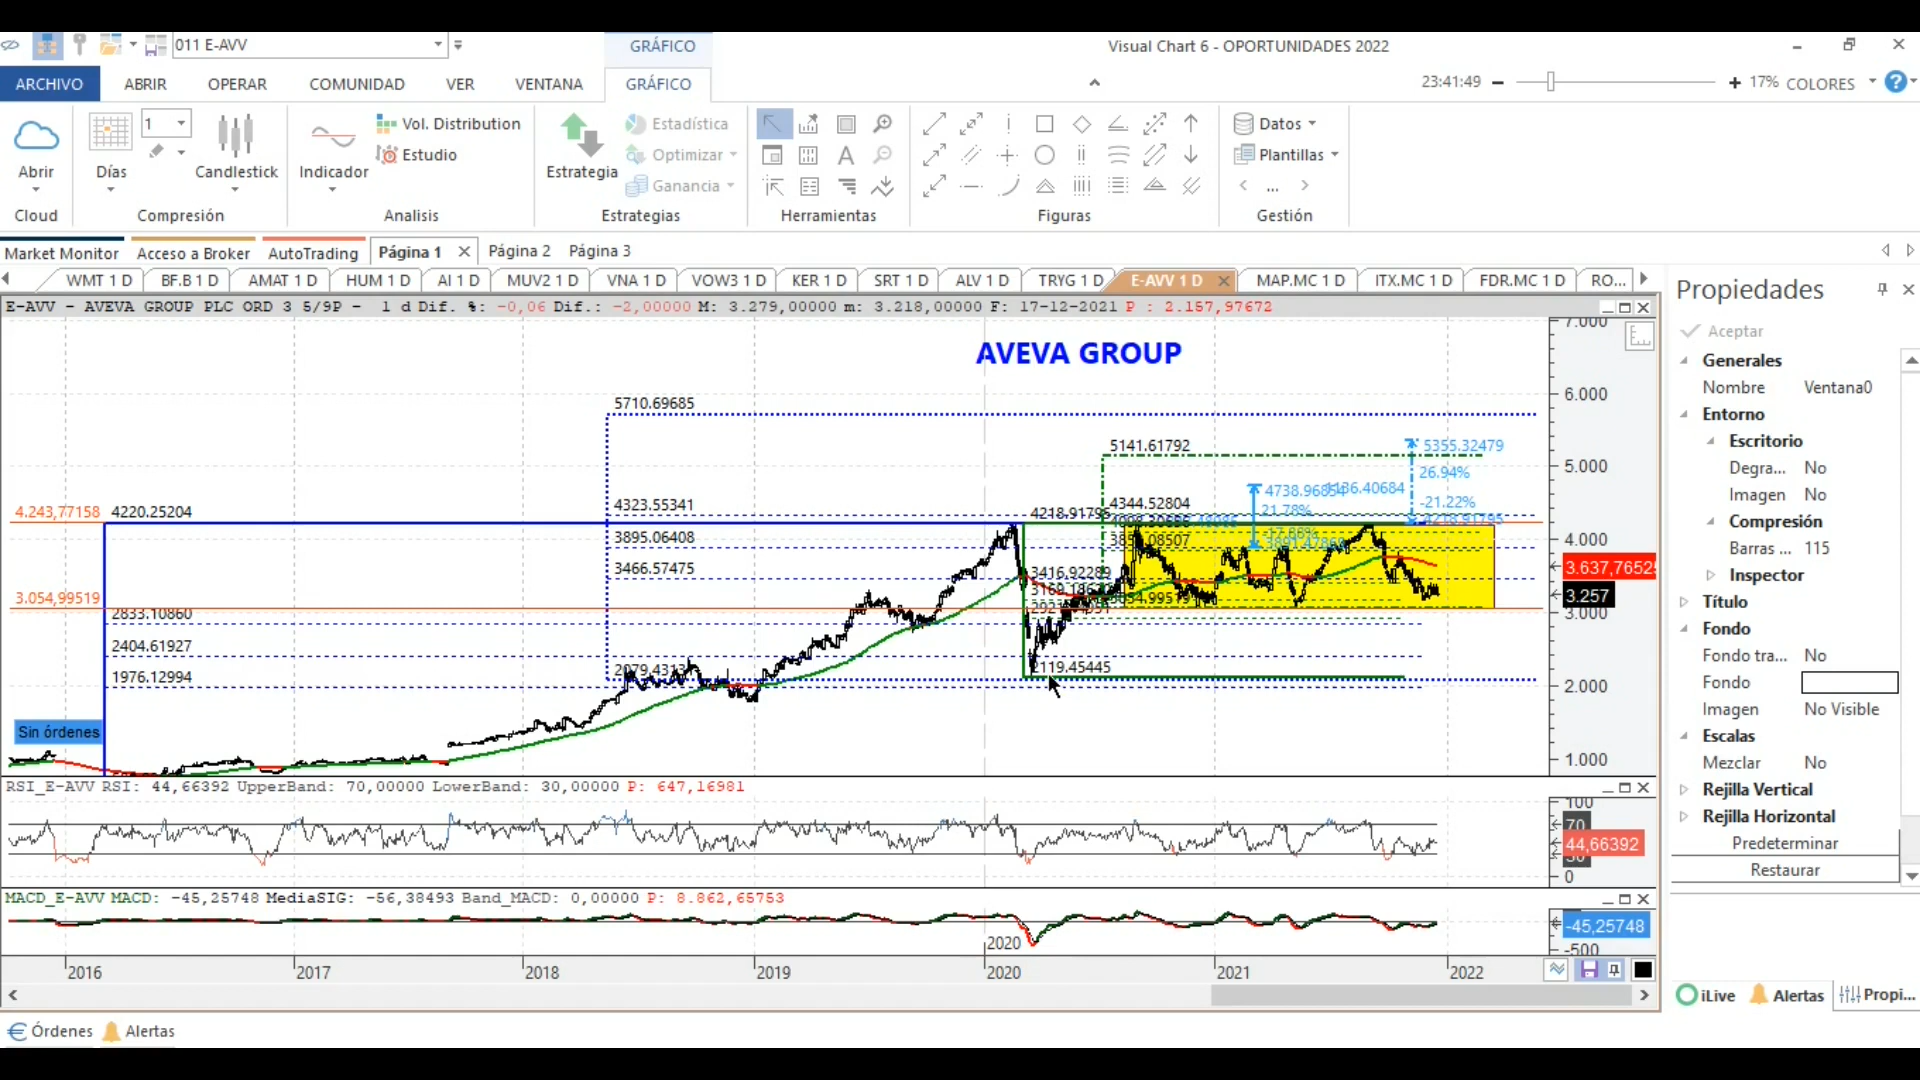 011 E-AVV
GRÁFICO
Visual Chart 6 - OPORTUNIDADES 2022
ARCHIVO ABRIR OPERAR COMUNIDAD VER VENTANA GRÁFICO
23:41:49 17% COLORES
1
Vol. Distribution
Estudio
Estadística
Optimizar
Ganancia
Datos
Plantillas
...
Abrir Días Candlestick Indicador Estrategia
Cloud Compresión Analisis Estrategias Herramientas Figuras Gestión
Market Monitor Acceso a Broker AutoTrading Página 1 Página 2 Página 3
WMT 1 D BF.B 1 D AMAT 1 D HUM 1 D AI 1 D MUV2 1 D VNA 1 D VOW3 1 D KER 1 D SRT 1 D ALV 1 D TRYG 1 D E-AVV 1 D MAP.MC 1 D ITX.MC 1 D FDR.MC 1 D RO...
E-AVV - AVEVA GROUP PLC ORD 3 5/9P - 1 d Dif. %: -0,06 Dif.: -2,00000 M: 3.279,00000 m: 3.218,00000 F: 17-12-2021 P : 2.157,97672
AVEVA GROUP
7.000
6.000
5.000
4.000
3.637,7652
3.257
3.000
2.000
1.000
5710.69685
5141.61792
5355.32479
26.94%
4323.55341
4344.52804
-21.22%
21.78%
4.243,77158
4220.25204
3895.06408
3466.57475
3416.92289
3.054,99519
2833.10860
2404.61927
1976.12994
2119.45445
Sin órdenes
RSI_E-AVV RSI: 44,66392 UpperBand: 70,00000 LowerBand: 30,00000 P: 647,16981
100
70
44,66392
0
MACD_E-AVV MACD: -45,25748 MediaSIG: -56,38493 Band_MACD: 0,00000 P: 8.862,65753
-45,25748
-500
2020
2016 2017 2018 2019 2020 2021 2022
Órdenes Alertas
Propiedades
Aceptar
Generales
Nombre Ventana0
Entorno
Escritorio
Degra... No
Imagen No
Compresión
Barras ... 115
Inspector
Título
Fondo
Fondo tra... No
Fondo
Imagen No Visible
Escalas
Mezclar No
Rejilla Vertical
Rejilla Horizontal
Predeterminar
Restaurar
iLive Alertas Propi...